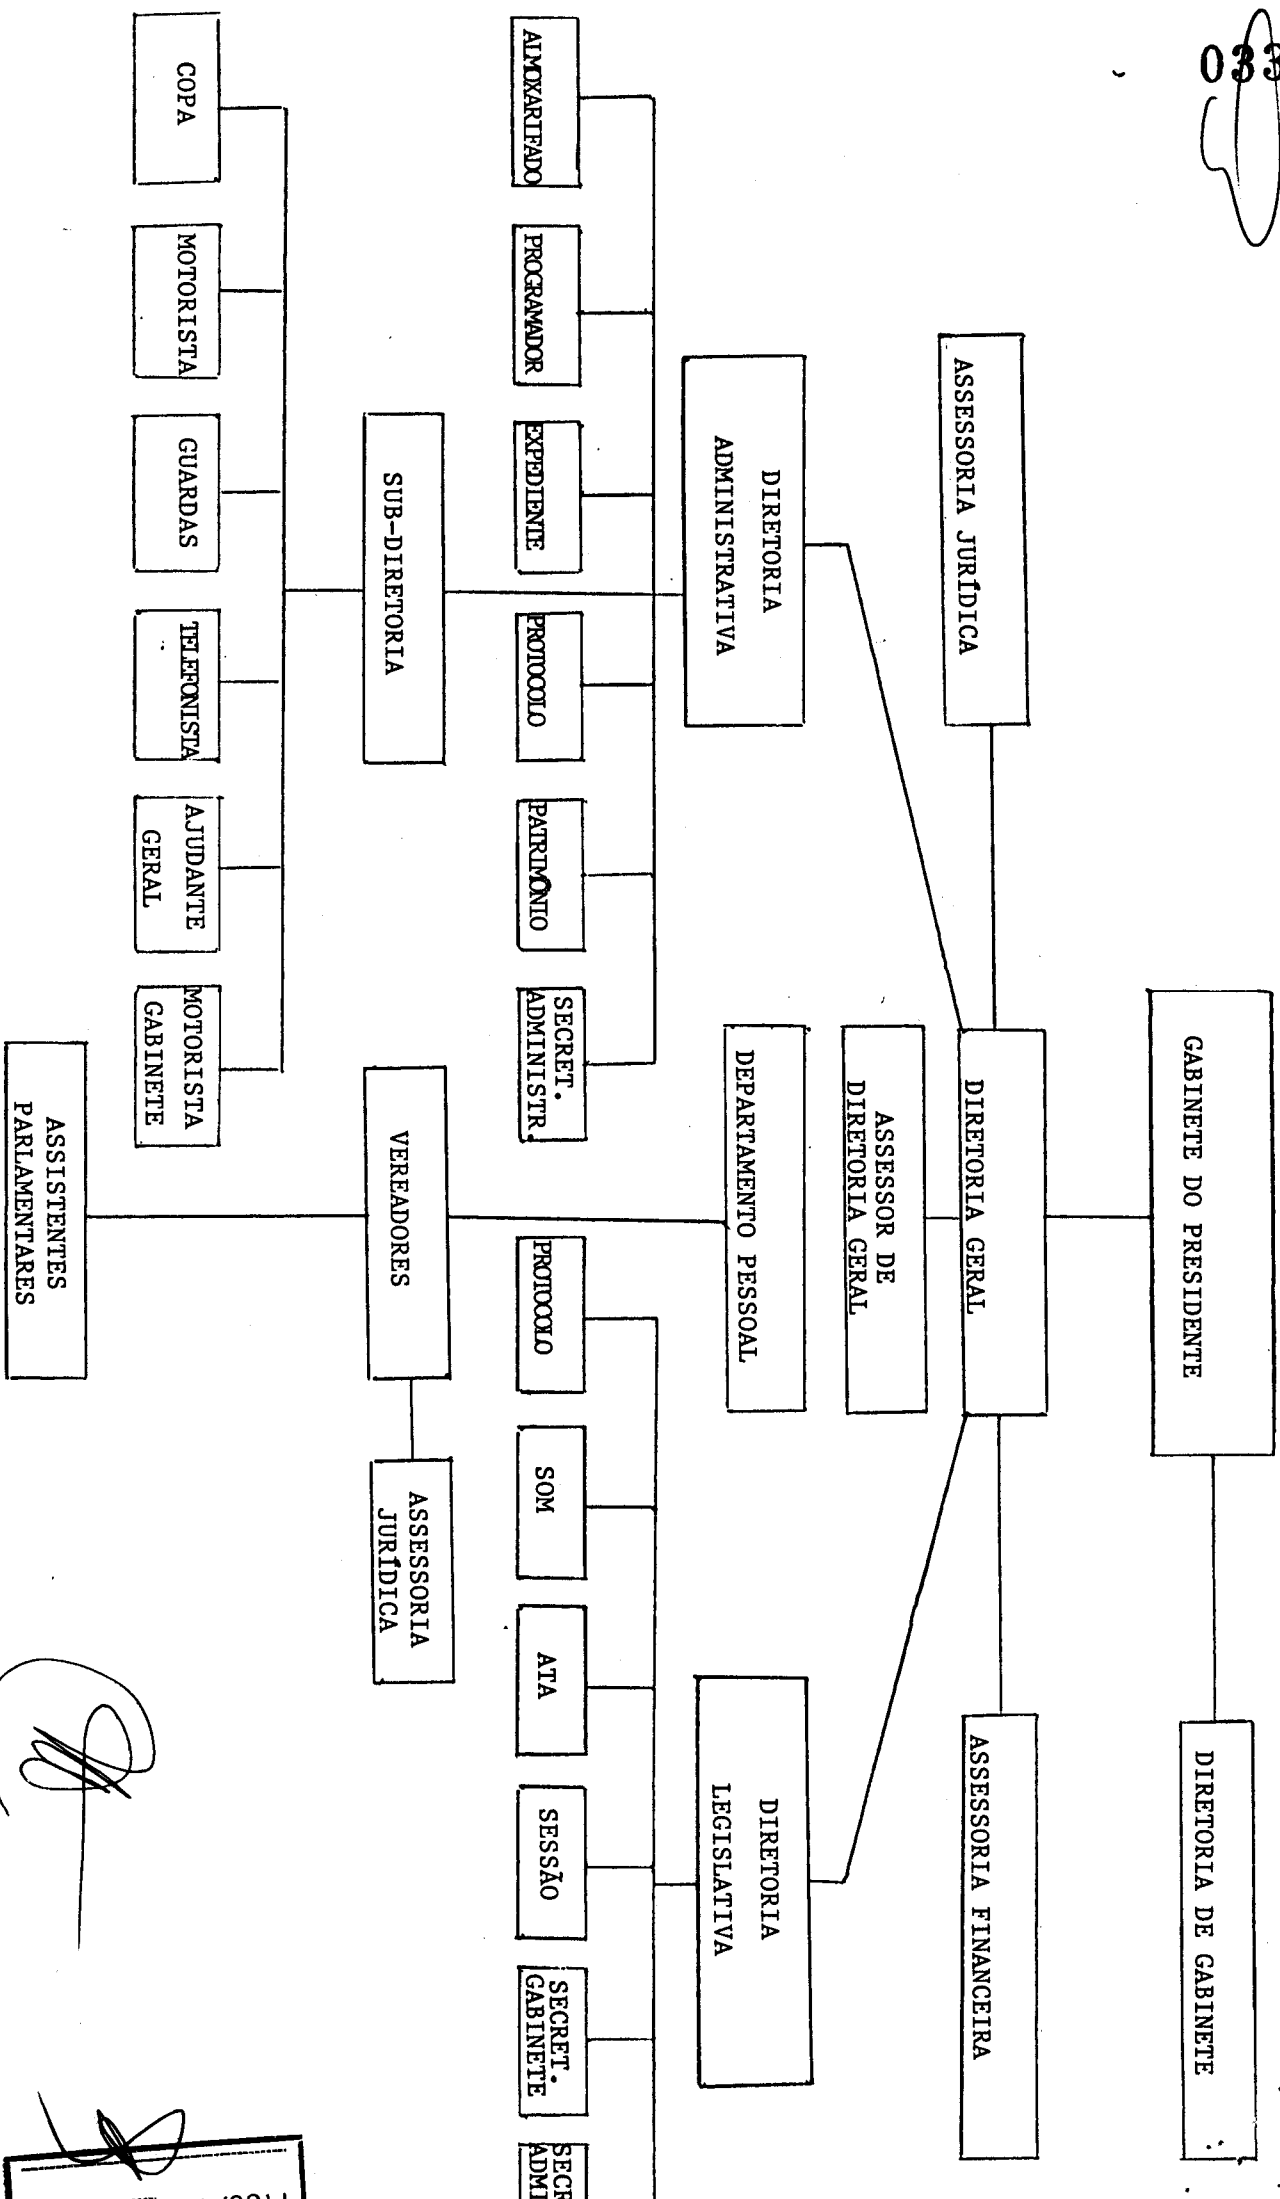 033
GABINETE DO PRESIDENTE
DIRETORIA DE GABINETE
ASSESSORIA JURÍDICA
DIRETORIA GERAL
ASSESSORIA FINANCEIRA
ASSESSOR DE
DIRETORIA GERAL
DIRETORIA
ADMINISTRATIVA
DEPARTAMENTO PESSOAL
DIRETORIA
LEGISLATIVA
ALMOXARIFADO
PROGRAMADOR
EXPEDIENTE
PROTOCOLO
PATRIMÔNIO
SECRET.
ADMINISTR.
PROTOCOLO
SOM
ATA
SESSÃO
SECRET.
GABINETE
SECR
ADMI
SUB-DIRETORIA
VEREADORES
ASSESSORIA
JURÍDICA
COPA
MOTORISTA
GUARDAS
TELEFONISTA
AJUDANTE
GERAL
MOTORISTA
GABINETE
ASSISTENTES
PARLAMENTARES